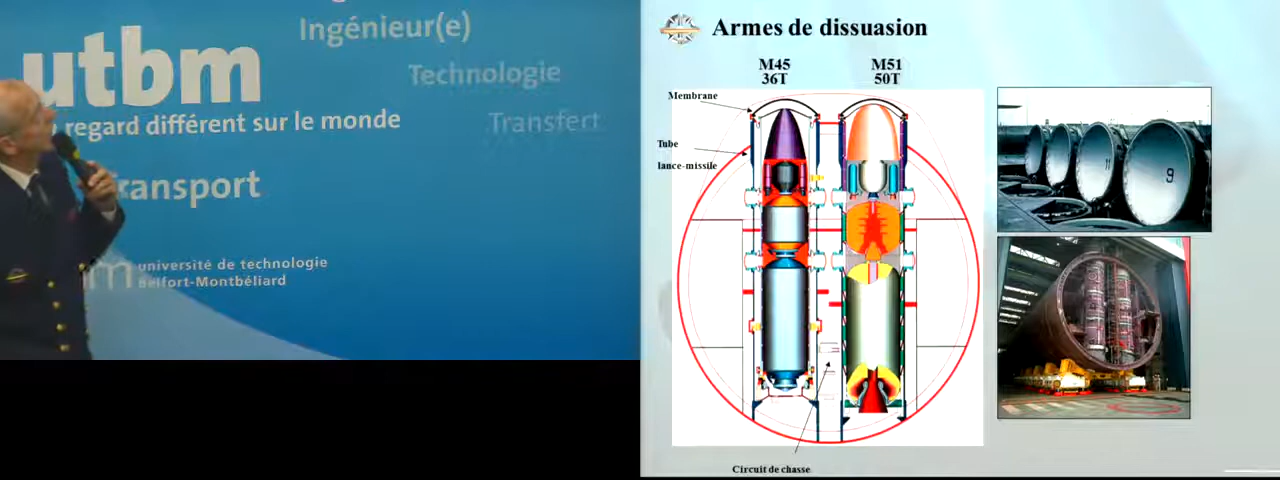 Ingénieur(e)
utbm
Technologie
regard différent sur le monde
Transfert
transport
université de technologie
Belfort-Montbéliard
Armes de dissuasion
M45
36T
M51
50T
Membrane
Tube
lance-missile
Circuit de chasse
11
9